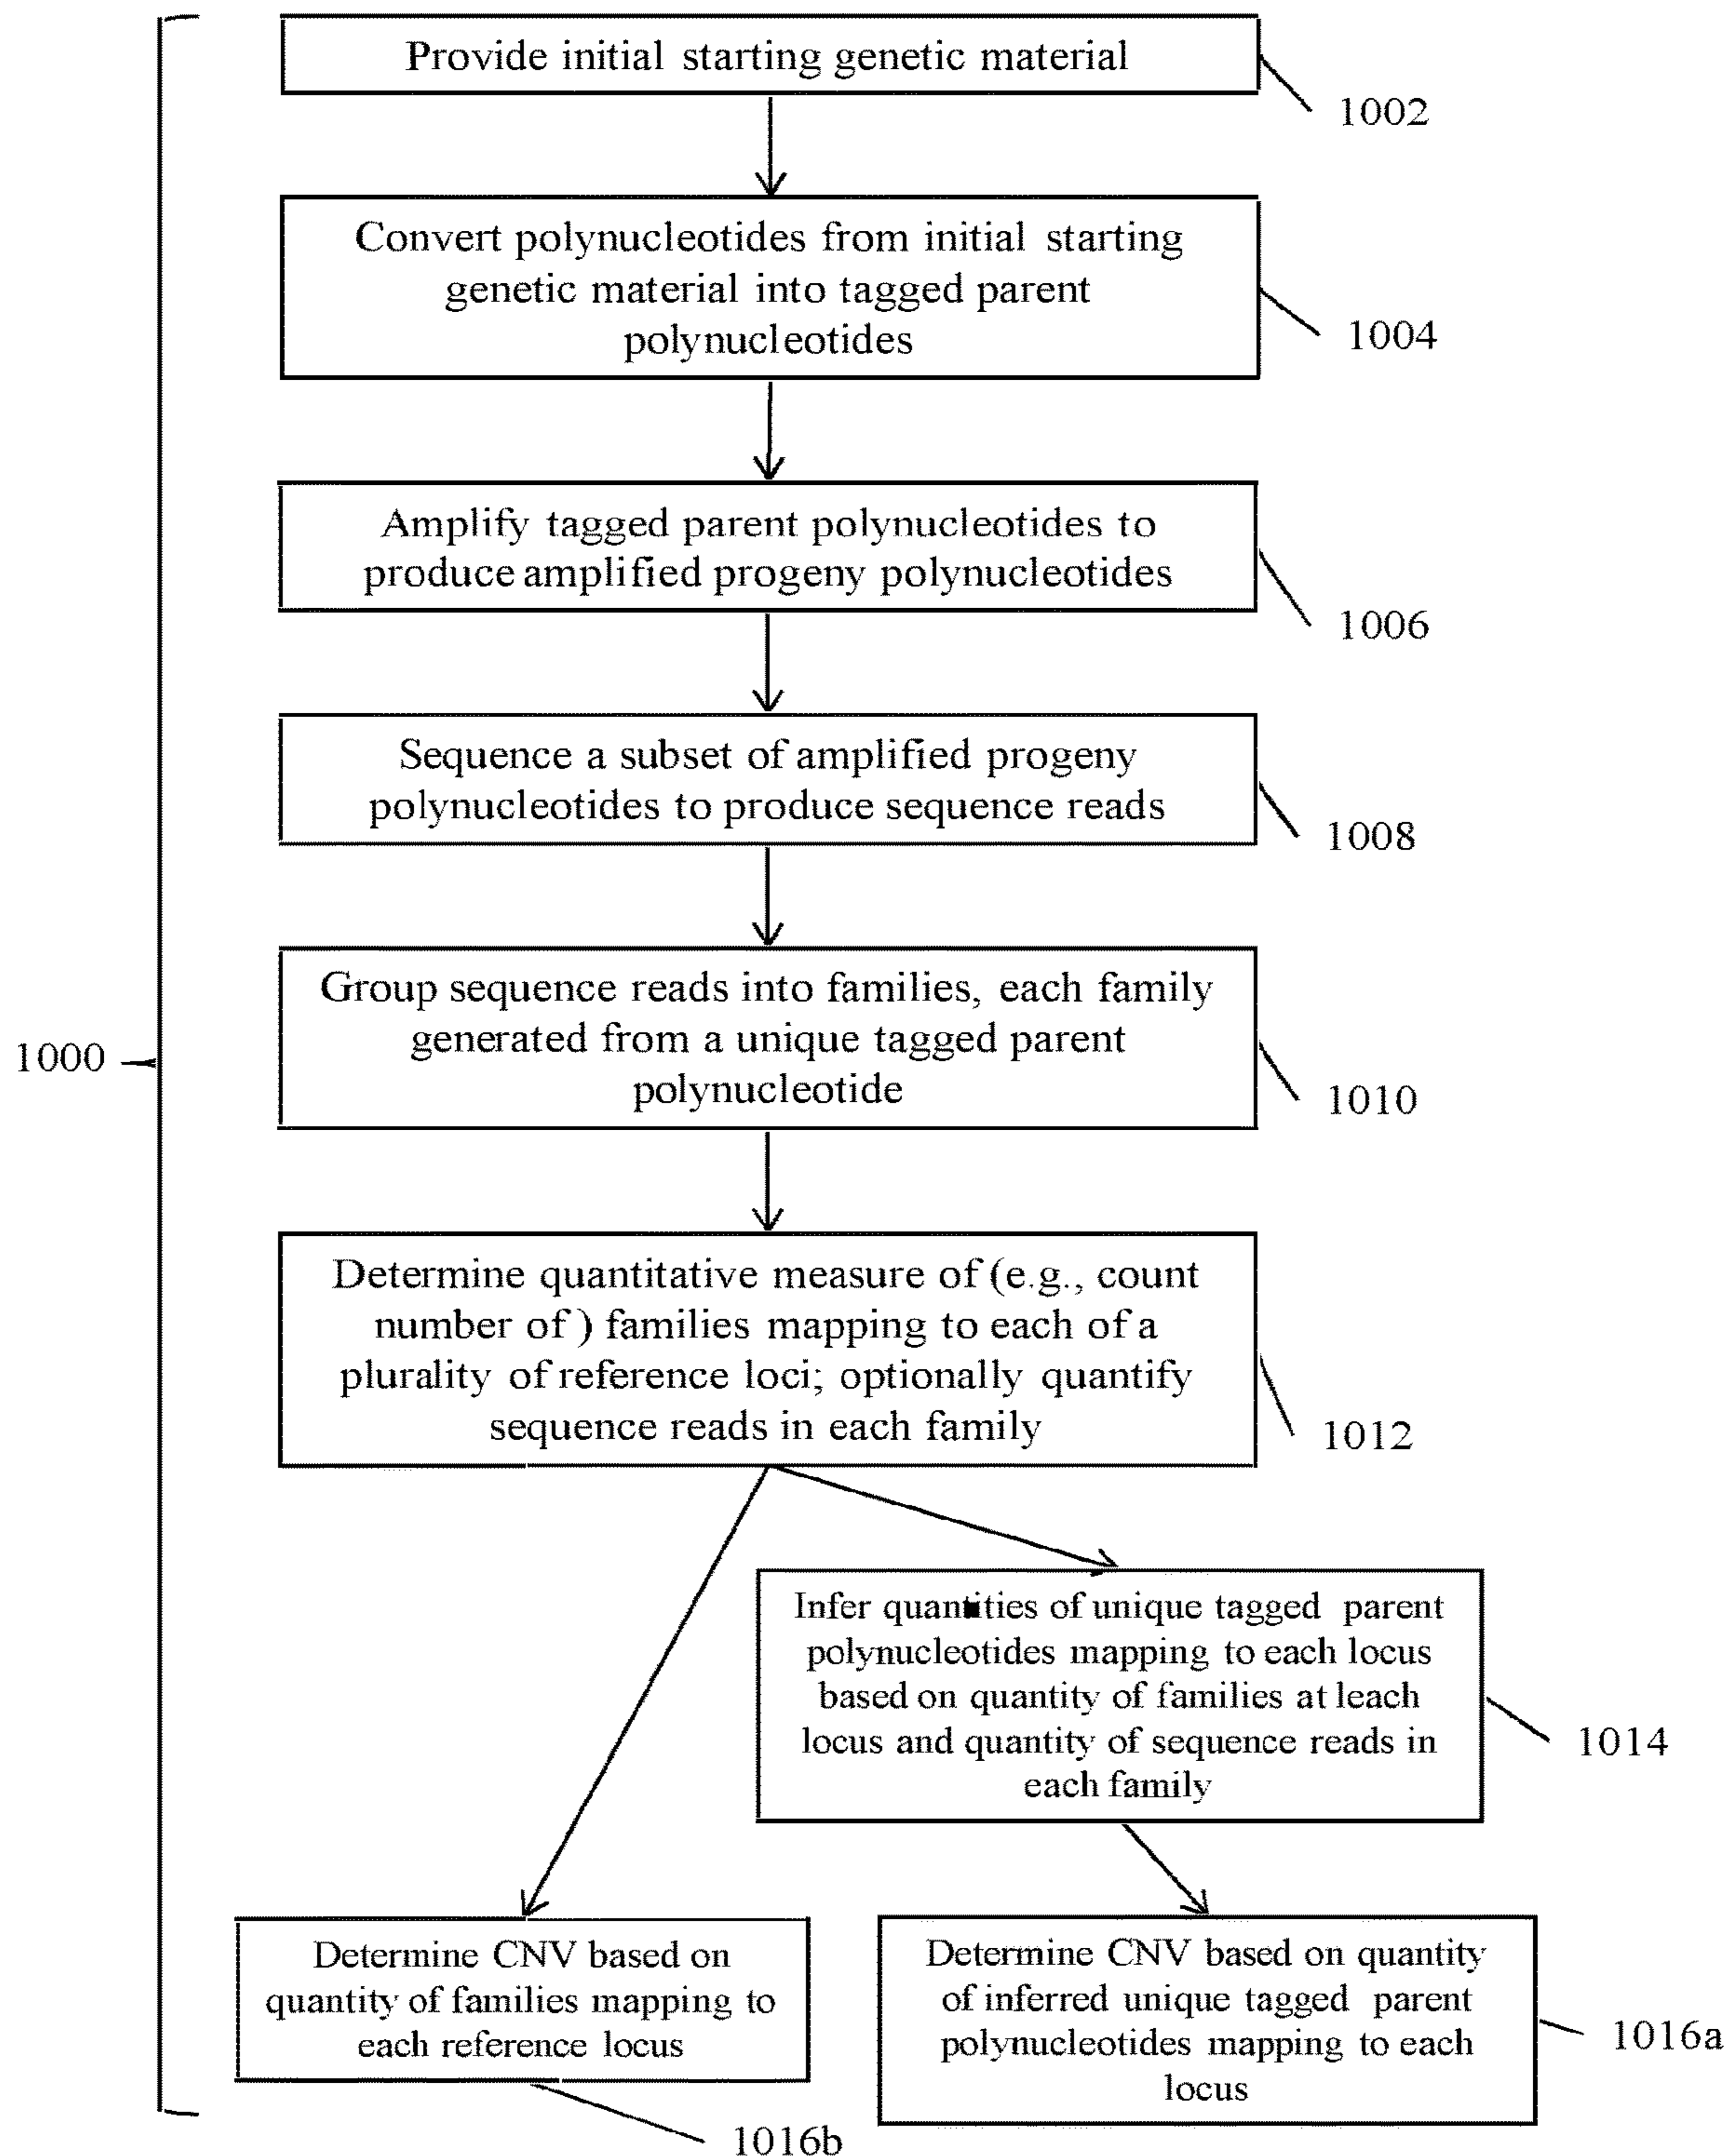 Provide initial starting genetic material
1002
Convert polynucleotides from initial starting
genetic material into tagged parent
polynucleotides
1004
Amplify tagged parent polynucleotides to
produce amplified progeny polynucleotides
1006
Sequence a subset of amplified progeny
polynucleotides to produce sequence reads
1008
Group sequence reads into families, each family
generated from a unique tagged parent
polynucleotide
1000
1010
Determine quantitative measure of (e.g., count
number of ) families mapping to each of a
plurality of reference loci; optionally quantify
sequence reads in each family
1012
Infer quantities of unique tagged parent
polynucleotides mapping to each locus
based on quantity of families at leach
locus and quantity of sequence reads in
each family
1014
Determine CNV based on
quantity of families mapping to
each reference locus
1016b
Determine CNV based on quantity
of inferred unique tagged parent
polynucleotides mapping to each
locus
1016a